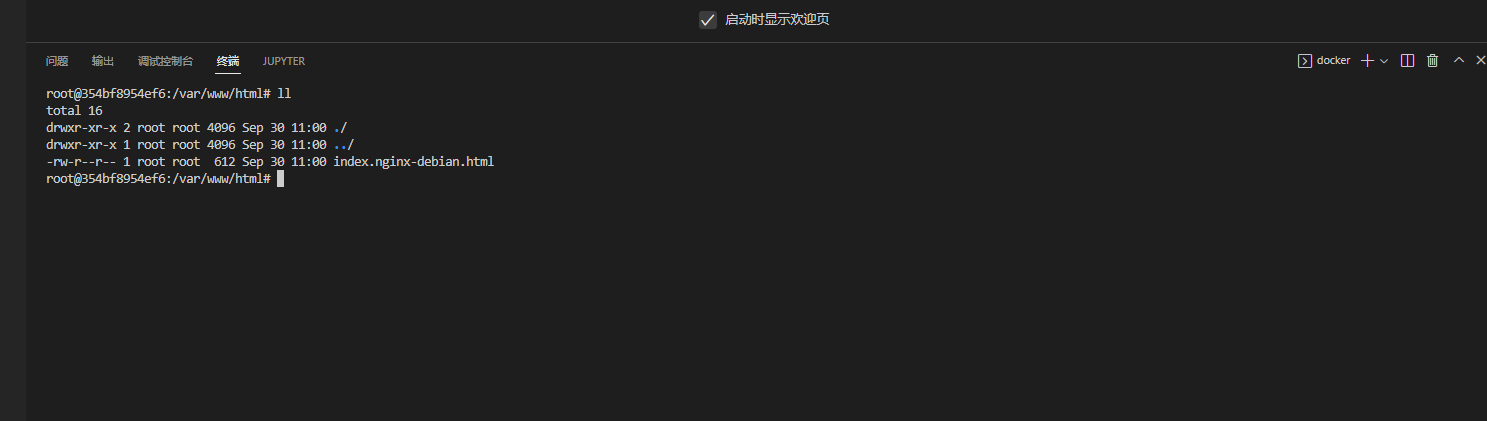 启动时显示欢迎页
问题 输出 调试控制台 终端 JUPYTER docker
root@354bf8954ef6:/var/www/html# ll
total 16
drwxr-xr-x 2 root root 4096 Sep 30 11:00 ./
drwxr-xr-x 1 root root 4096 Sep 30 11:00 ../
-rw-r--r-- 1 root root  612 Sep 30 11:00 index.nginx-debian.html
root@354bf8954ef6:/var/www/html#